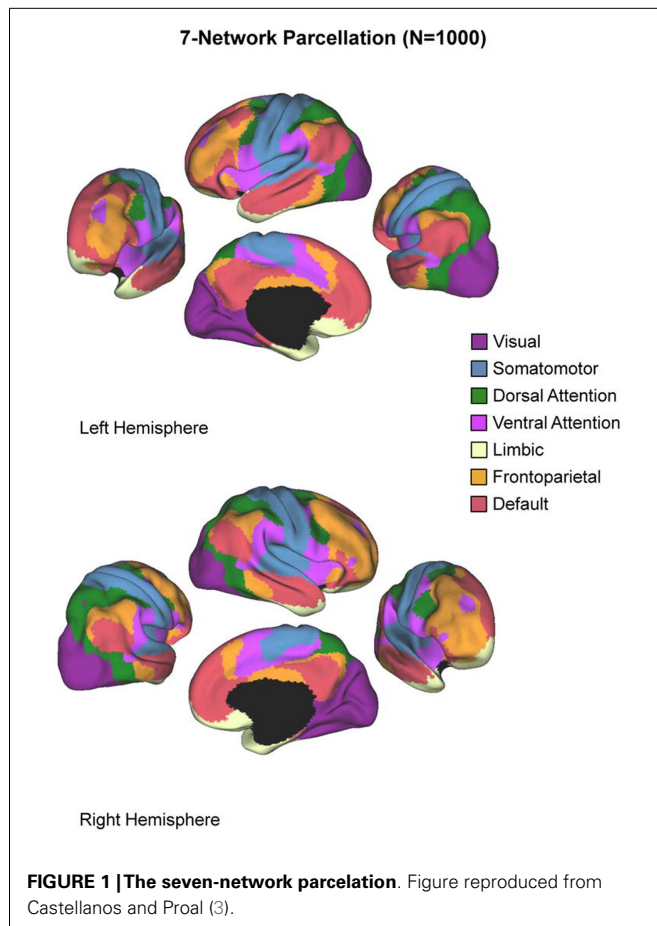 7-Network Parcellation (N=1000)
Visual
Somatomotor
Dorsal Attention
Ventral Attention
Limbic
Frontoparietal
Default
Left Hemisphere
Right Hemisphere
FIGURE 1 | The seven-network parcelation. Figure reproduced from
Castellanos and Proal (3).